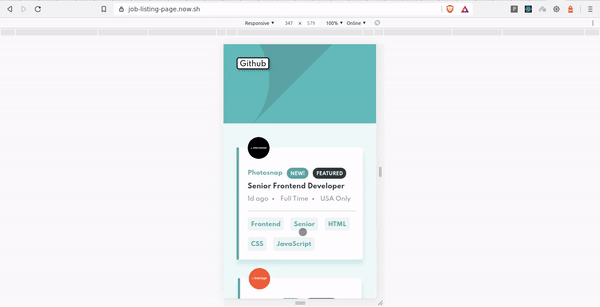 job-listing-page.now.sh
Responsive ▾ 347 × 579 100% ▾ Online ▾
Github
Photosnap NEW! FEATURED
Senior Frontend Developer
1d ago • Full Time • USA Only
Frontend Senior HTML
CSS JavaScript
manage